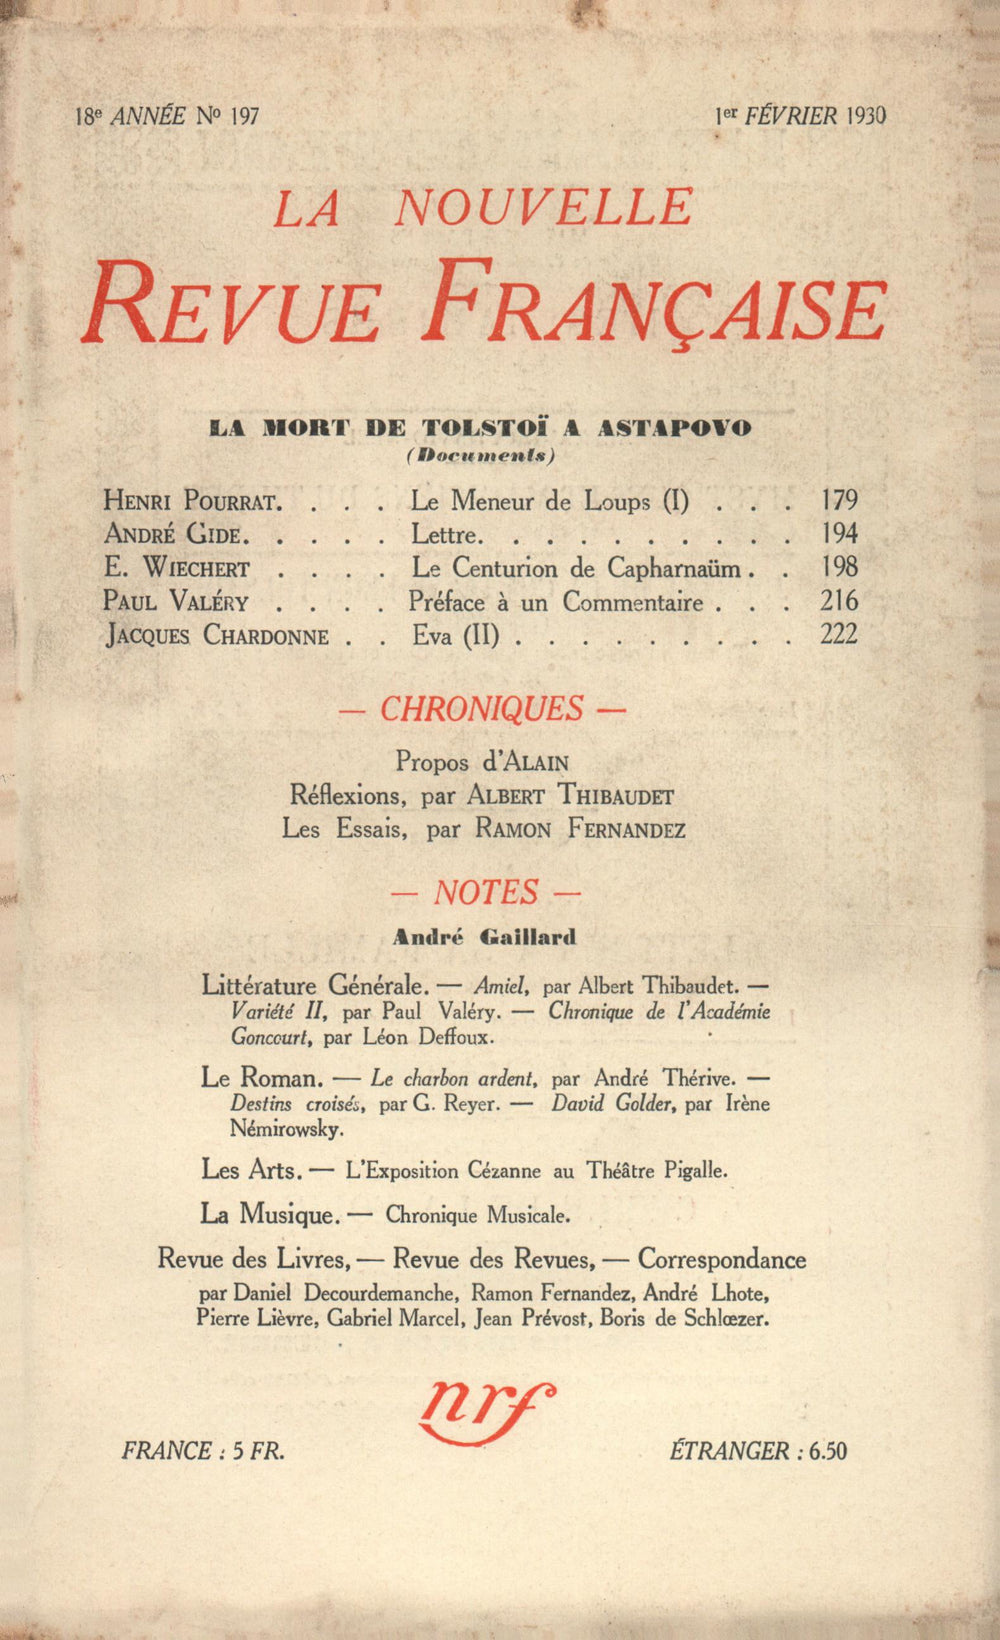 18e ANNÉE No 197
1er FÉVRIER 1930
LA NOUVELLE
REVUE FRANÇAISE
LA MORT DE TOLSTOÏ A ASTAPOVO
(Documents)
HENRI POURRAT. . . . Le Meneur de Loups (I) . . . 179
ANDRÉ GIDE. . . . . Lettre. . . . . . . . . . 194
E. WIECHERT . . . . Le Centurion de Capharnaüm . . 198
PAUL VALÉRY . . . . Préface à un Commentaire . . . 216
JACQUES CHARDONNE . . Eva (II) . . . . . . . . . 222
— CHRONIQUES —
Propos d'ALAIN
Réflexions, par ALBERT THIBAUDET
Les Essais, par RAMON FERNANDEZ
— NOTES —
André Gaillard
Littérature Générale. — Amiel, par Albert Thibaudet. —
Variété II, par Paul Valéry. — Chronique de l'Académie
Goncourt, par Léon Deffoux.
Le Roman. — Le charbon ardent, par André Thérive. —
Destins croisés, par G. Reyer. — David Golder, par Irène
Némirowsky.
Les Arts. — L'Exposition Cézanne au Théâtre Pigalle.
La Musique. — Chronique Musicale.
Revue des Livres, — Revue des Revues, — Correspondance
par Daniel Decourdemanche, Ramon Fernandez, André Lhote,
Pierre Lièvre, Gabriel Marcel, Jean Prévost, Boris de Schlœzer.
nrf
FRANCE : 5 FR.
ÉTRANGER : 6.50